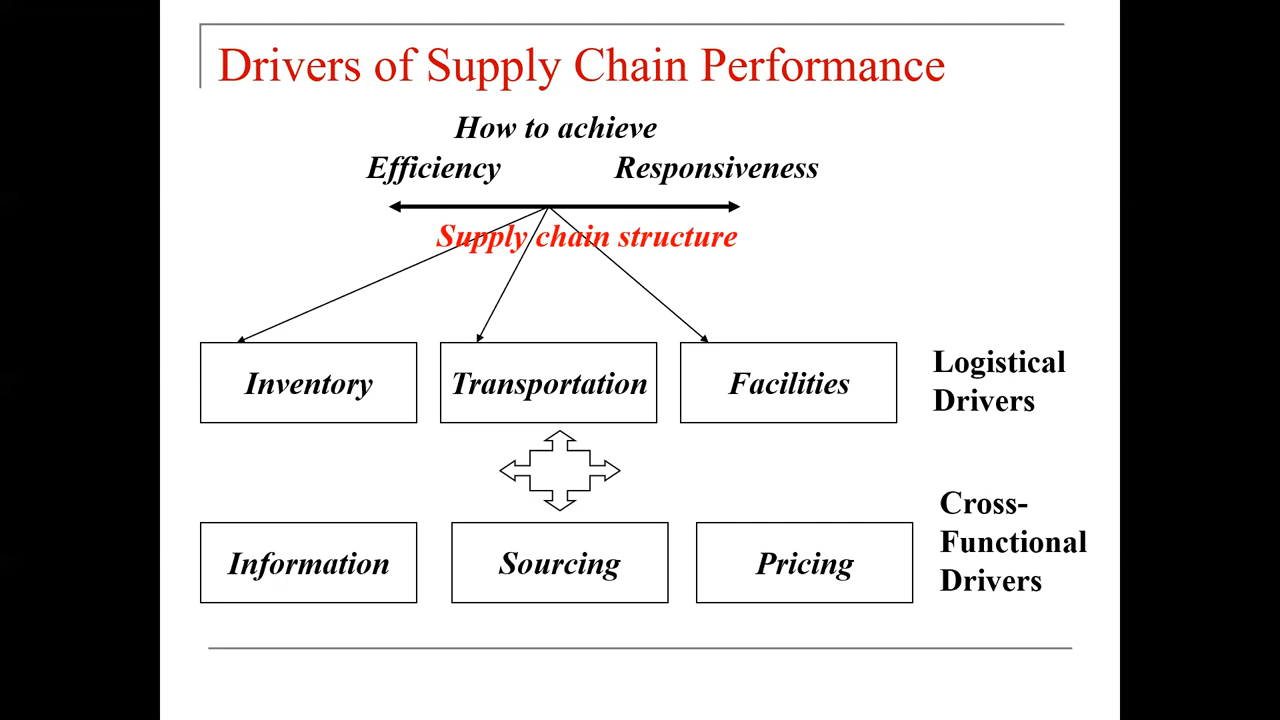 Drivers of Supply Chain Performance
How to achieve
Efficiency Responsiveness
Supply chain structure
Inventory Transportation Facilities
Logistical
Drivers
Information Sourcing Pricing
Cross-
Functional
Drivers